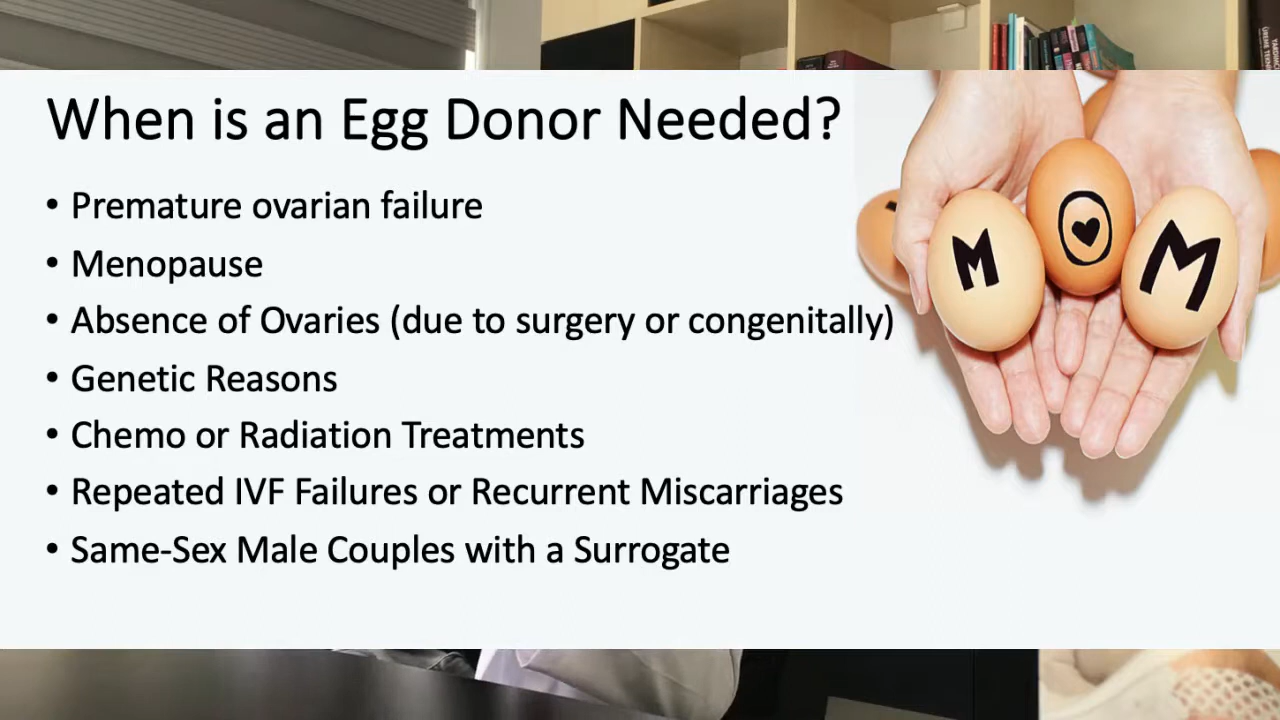 When is an Egg Donor Needed?
• Premature ovarian failure
• Menopause
• Absence of Ovaries (due to surgery or congenitally)
• Genetic Reasons
• Chemo or Radiation Treatments
• Repeated IVF Failures or Recurrent Miscarriages
• Same-Sex Male Couples with a Surrogate
M
O
M